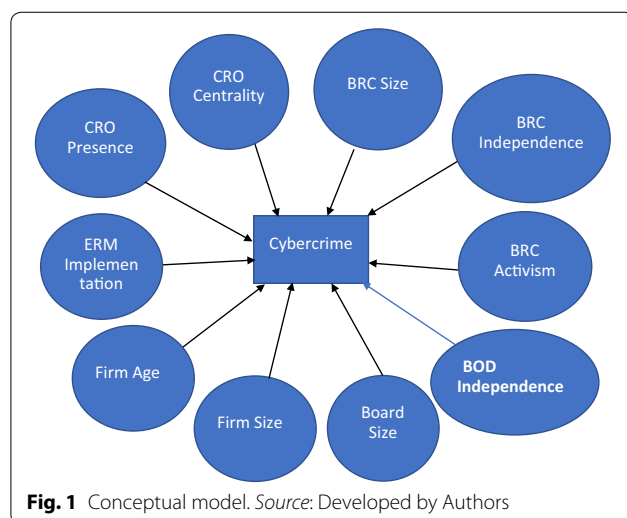 CRO
Centrality
BRC Size
CRO
Presence
BRC
Independence
Cybercrime
ERM
Implemen
tation
BRC
Activism
Firm Age
BOD
Independence
Firm Size
Board
Size
Fig. 1 Conceptual model. Source: Developed by Authors